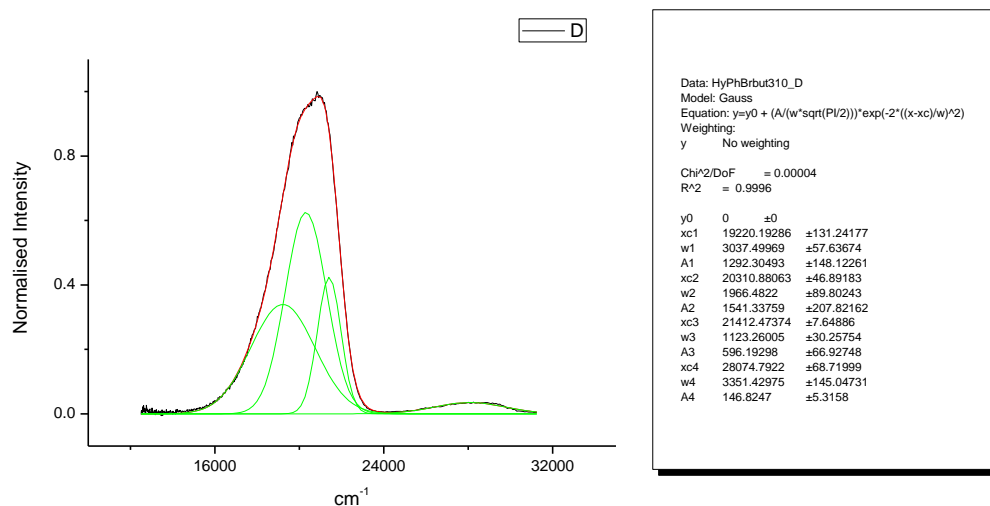 D
Normalised Intensity
0.8
0.4
0.0
16000 24000 32000
cm-1
Data: HyPhBrbut310_D
Model: Gauss
Equation: y=y0 + (A/(w*sqrt(PI/2)))*exp(-2*((x-xc)/w)^2)
Weighting:
y No weighting
Chi^2/DoF = 0.00004
R^2 = 0.9996
y0 0 ±0
xc1 19220.19286 ±131.24177
w1 3037.49969 ±57.63674
A1 1292.30493 ±148.12261
xc2 20310.88063 ±46.89183
w2 1966.4822 ±89.80243
A2 1541.33759 ±207.82162
xc3 21412.47374 ±7.64886
w3 1123.26005 ±30.25754
A3 596.19298 ±66.92748
xc4 28074.7922 ±68.71999
w4 3351.42975 ±145.04731
A4 146.8247 ±5.3158